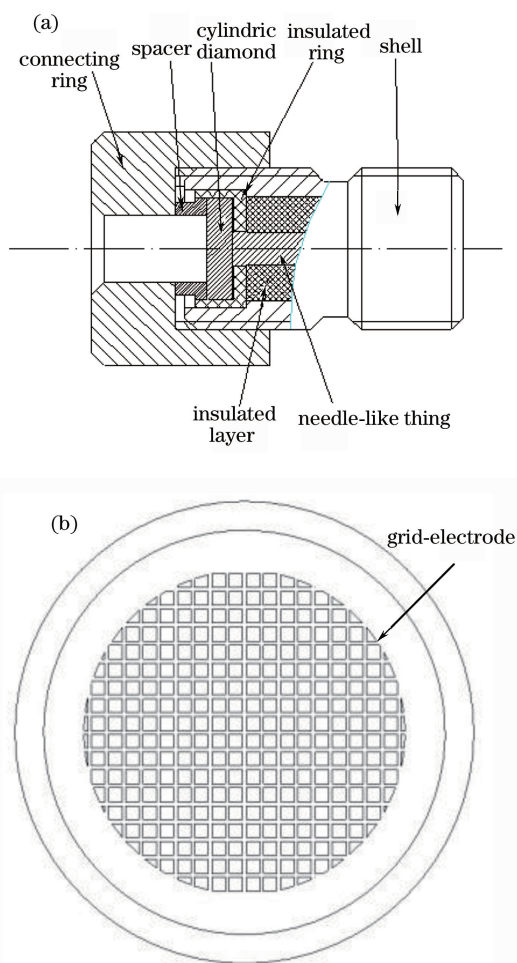 (a)
connecting
ring
spacer
cylindric
diamond
insulated
ring
shell
insulated
layer
needle-like thing
(b)
grid-electrode